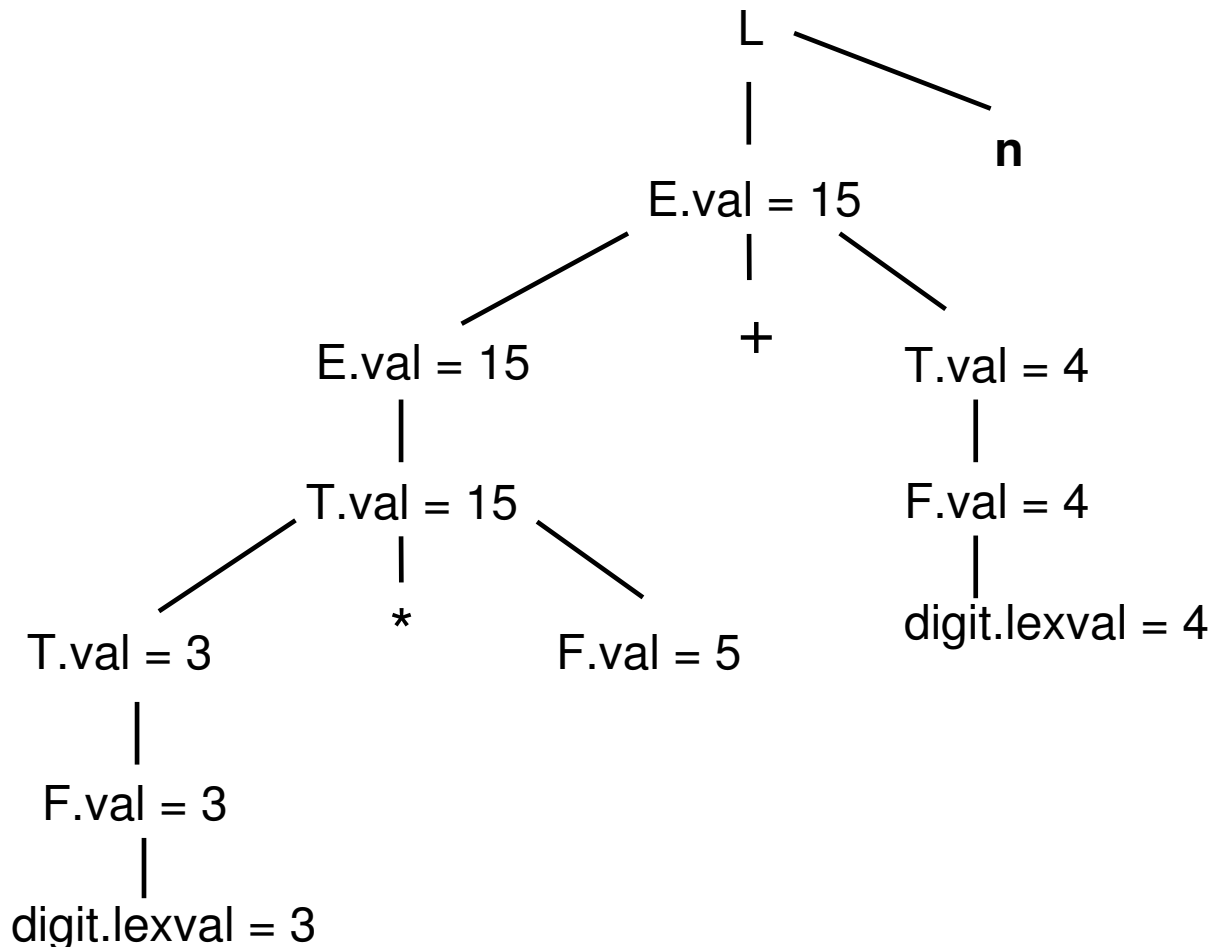 L
n
E.val = 15
+
E.val = 15
T.val = 4
T.val = 15
F.val = 4
*
digit.lexval = 4
T.val = 3
F.val = 5
F.val = 3
digit.lexval = 3